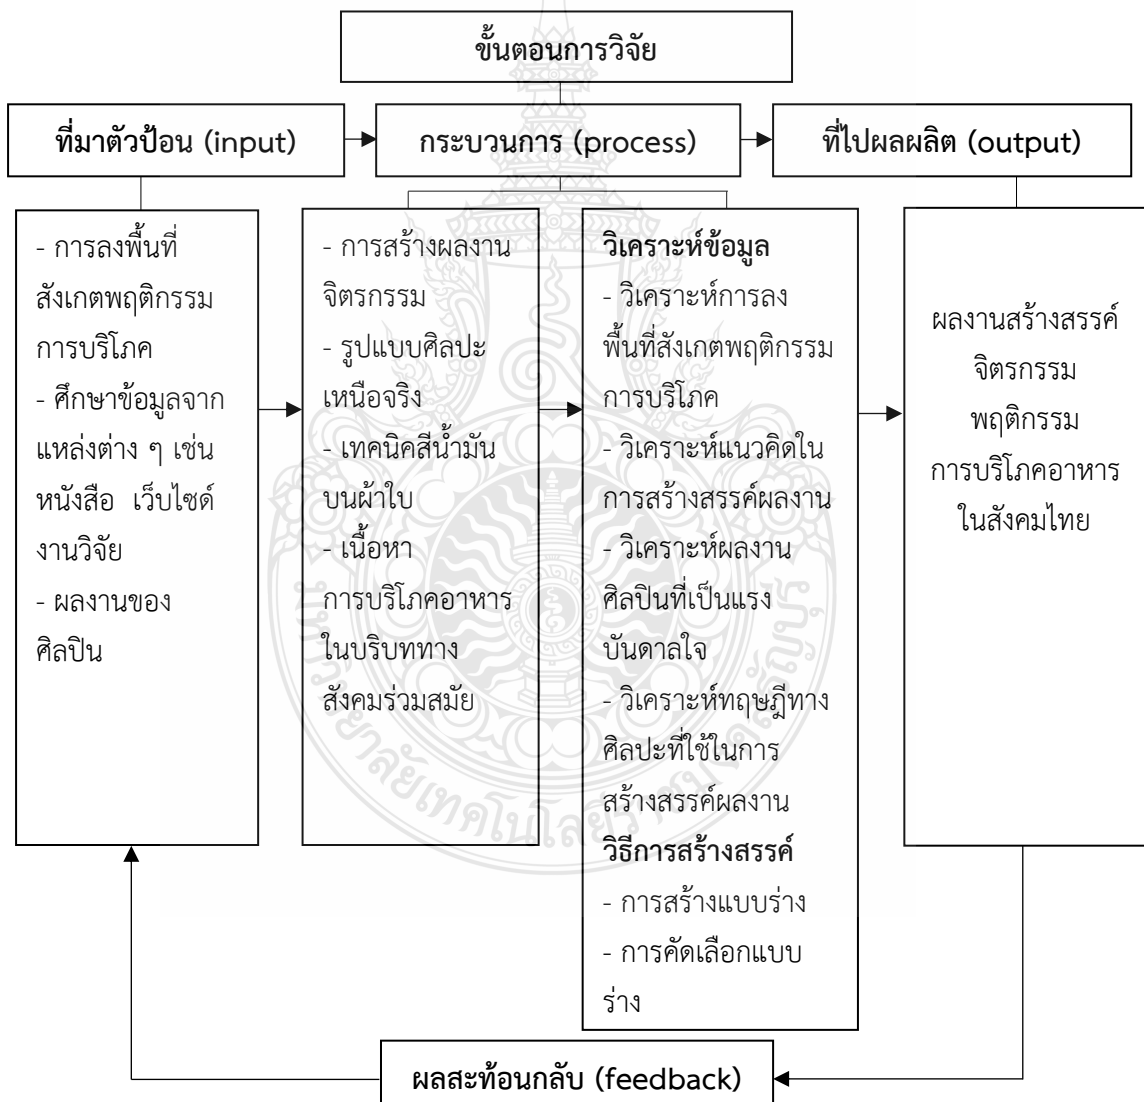 ขั้นตอนการวิจัย
ที่มาตัวป้อน (input)
กระบวนการ (process)
ที่ไปผลผลิต (output)
- การลงพื้นที่
สังเกตพฤติกรรม
การบริโภค
- ศึกษาข้อมูลจาก
แหล่งต่าง ๆ เช่น
หนังสือ เว็บไซด์
งานวิจัย
- ผลงานของ
ศิลปิน
- การสร้างผลงาน
จิตรกรรม
- รูปแบบศิลปะ
เหนือจริง
- เทคนิคสีน้ำมัน
บนผ้าใบ
- เนื้อหา
การบริโภคอาหาร
ในบริบททาง
สังคมร่วมสมัย
วิเคราะห์ข้อมูล
- วิเคราะห์การลง
พื้นที่สังเกตพฤติกรรม
การบริโภค
- วิเคราะห์แนวคิดใน
การสร้างสรรค์ผลงาน
- วิเคราะห์ผลงาน
ศิลปินที่เป็นแรง
บันดาลใจ
- วิเคราะห์ทฤษฎีทาง
ศิลปะที่ใช้ในการ
สร้างสรรค์ผลงาน
วิธีการสร้างสรรค์
- การสร้างแบบร่าง
- การคัดเลือกแบบ
ร่าง
ผลงานสร้างสรรค์
จิตรกรรม
พฤติกรรม
การบริโภคอาหาร
ในสังคมไทย
ผลสะท้อนกลับ (feedback)